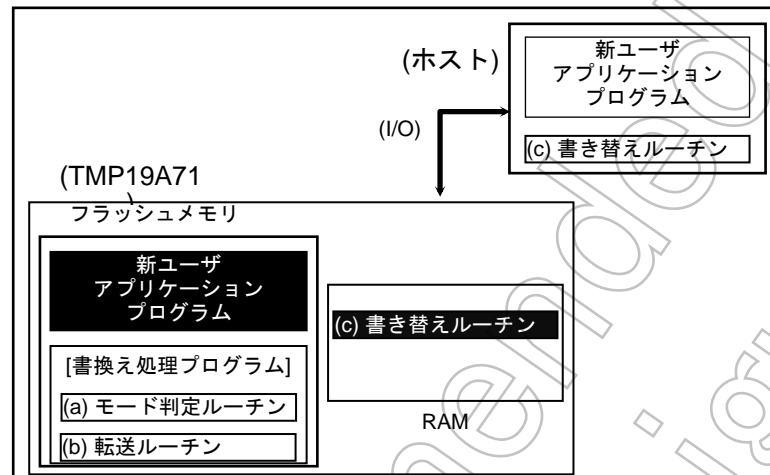 (ホスト)
新ユーザ
アプリケーション
プログラム
(I/O)
(c) 書き替えルーチン
(TMP19A71
)
フラッシュメモリ
新ユーザ
アプリケーション
プログラム
(c) 書き替えルーチン
[書換え処理プログラム]
(a) モード判定ルーチン
(b) 転送ルーチン
RAM